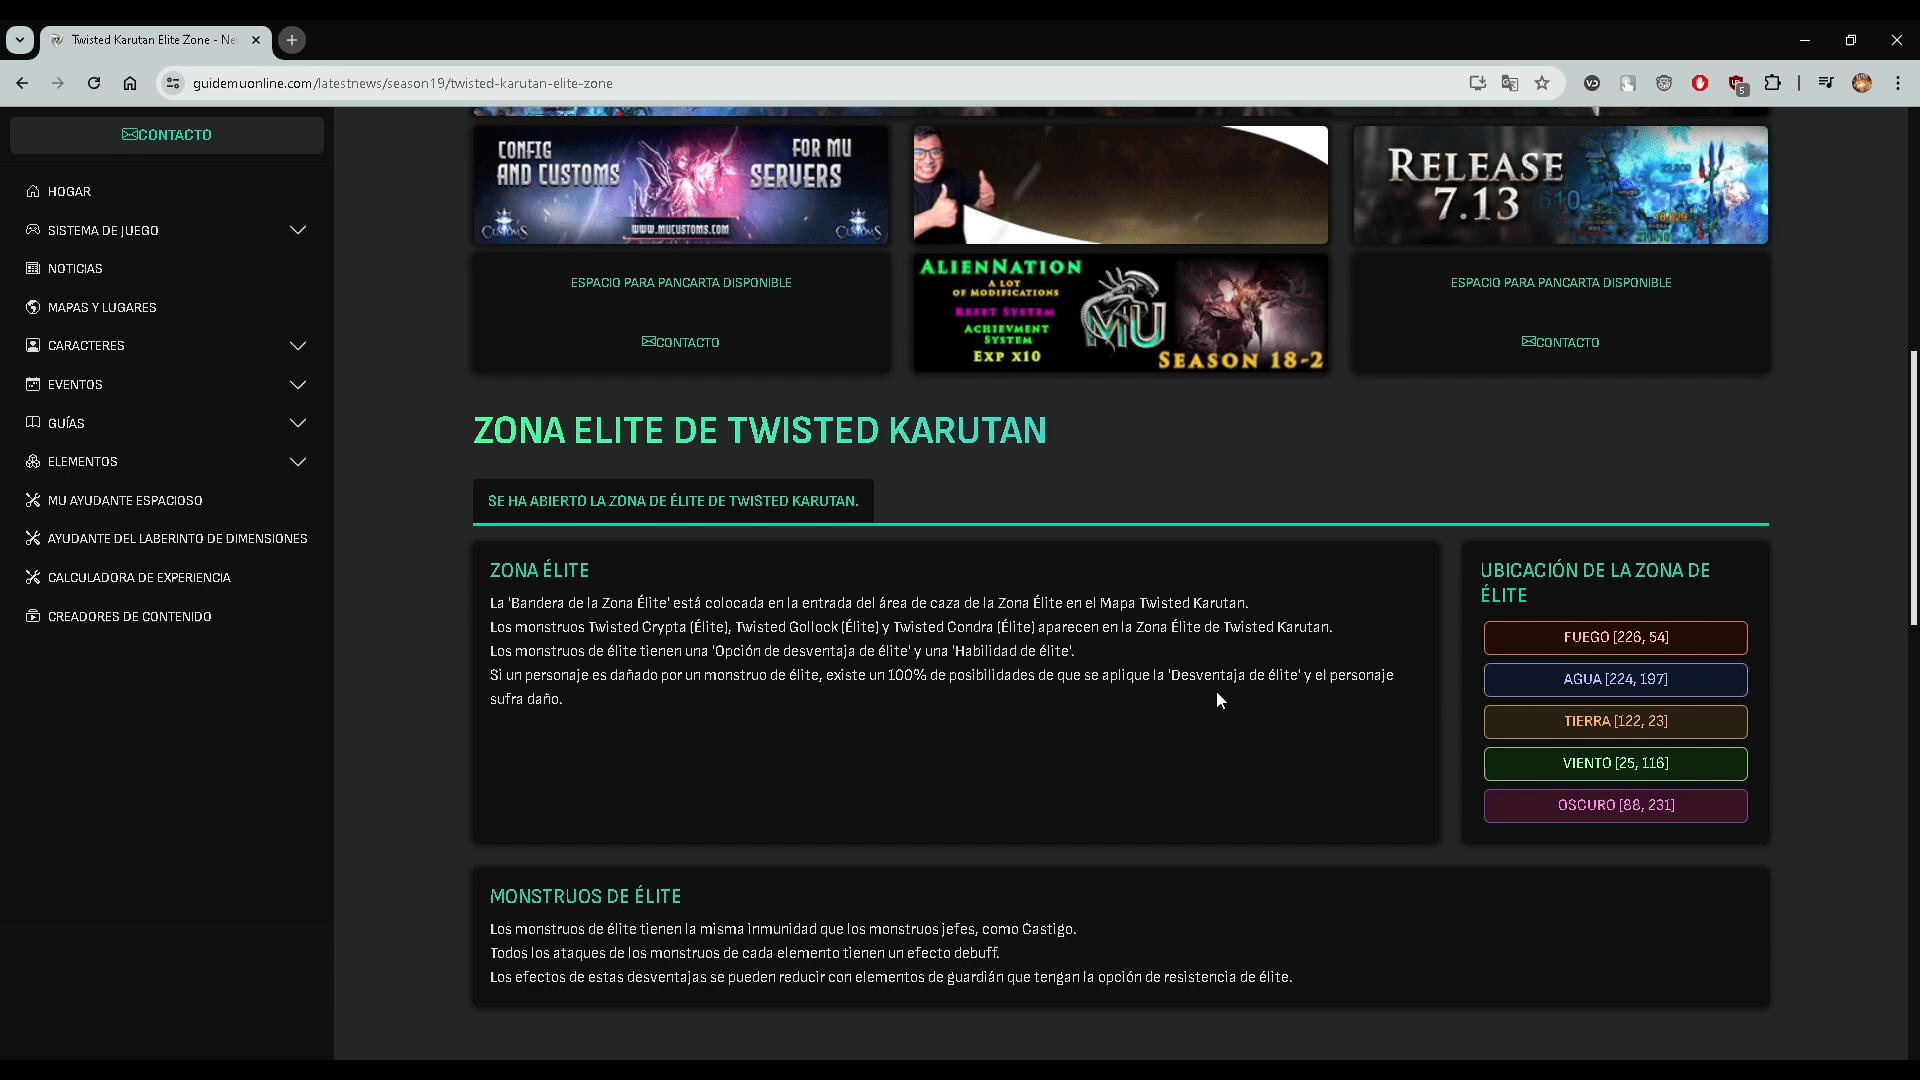 Twisted Karutan Elite Zone - Ne
guidemuonline.com/latestnews/season19/twisted-karutan-elite-zone
5
CONTACTO
HOGAR
SISTEMA DE JUEGO
NOTICIAS
MAPAS Y LUGARES
CARACTERES
EVENTOS
GUÍAS
ELEMENTOS
MU AYUDANTE ESPACIOSO
AYUDANTE DEL LABERINTO DE DIMENSIONES
CALCULADORA DE EXPERIENCIA
CREADORES DE CONTENIDO
CONFIG
AND CUSTOMS
FOR MU
SERVERS
CUSTOMS
WWW.MUCUSTOMS.COM
CUSTOMS
RELEASE
7.13
610
ESPACIO PARA PANCARTA DISPONIBLE
CONTACTO
ALIENNATION
A LOT
OF MODIFICATIONS
RESET SYSTEM
ACHIEVMENT
SYSTEM
EXP X10
MU
SEASON 18-2
ESPACIO PARA PANCARTA DISPONIBLE
CONTACTO
ZONA ELITE DE TWISTED KARUTAN
SE HA ABIERTO LA ZONA DE ÉLITE DE TWISTED KARUTAN.
ZONA ÉLITE
La 'Bandera de la Zona Élite' está colocada en la entrada del área de caza de la Zona Élite en el Mapa Twisted Karutan.
Los monstruos Twisted Crypta (Élite), Twisted Gollock (Élite) y Twisted Condra (Élite) aparecen en la Zona Élite de Twisted Karutan.
Los monstruos de élite tienen una 'Opción de desventaja de élite' y una 'Habilidad de élite'.
Si un personaje es dañado por un monstruo de élite, existe un 100% de posibilidades de que se aplique la 'Desventaja de élite' y el personaje
sufra daño.
UBICACIÓN DE LA ZONA DE
ÉLITE
FUEGO [226, 54]
AGUA [224, 197]
TIERRA [122, 23]
VIENTO [25, 116]
OSCURO [88, 231]
MONSTRUOS DE ÉLITE
Los monstruos de élite tienen la misma inmunidad que los monstruos jefes, como Castigo.
Todos los ataques de los monstruos de cada elemento tienen un efecto debuff.
Los efectos de estas desventajas se pueden reducir con elementos de guardián que tengan la opción de resistencia de élite.